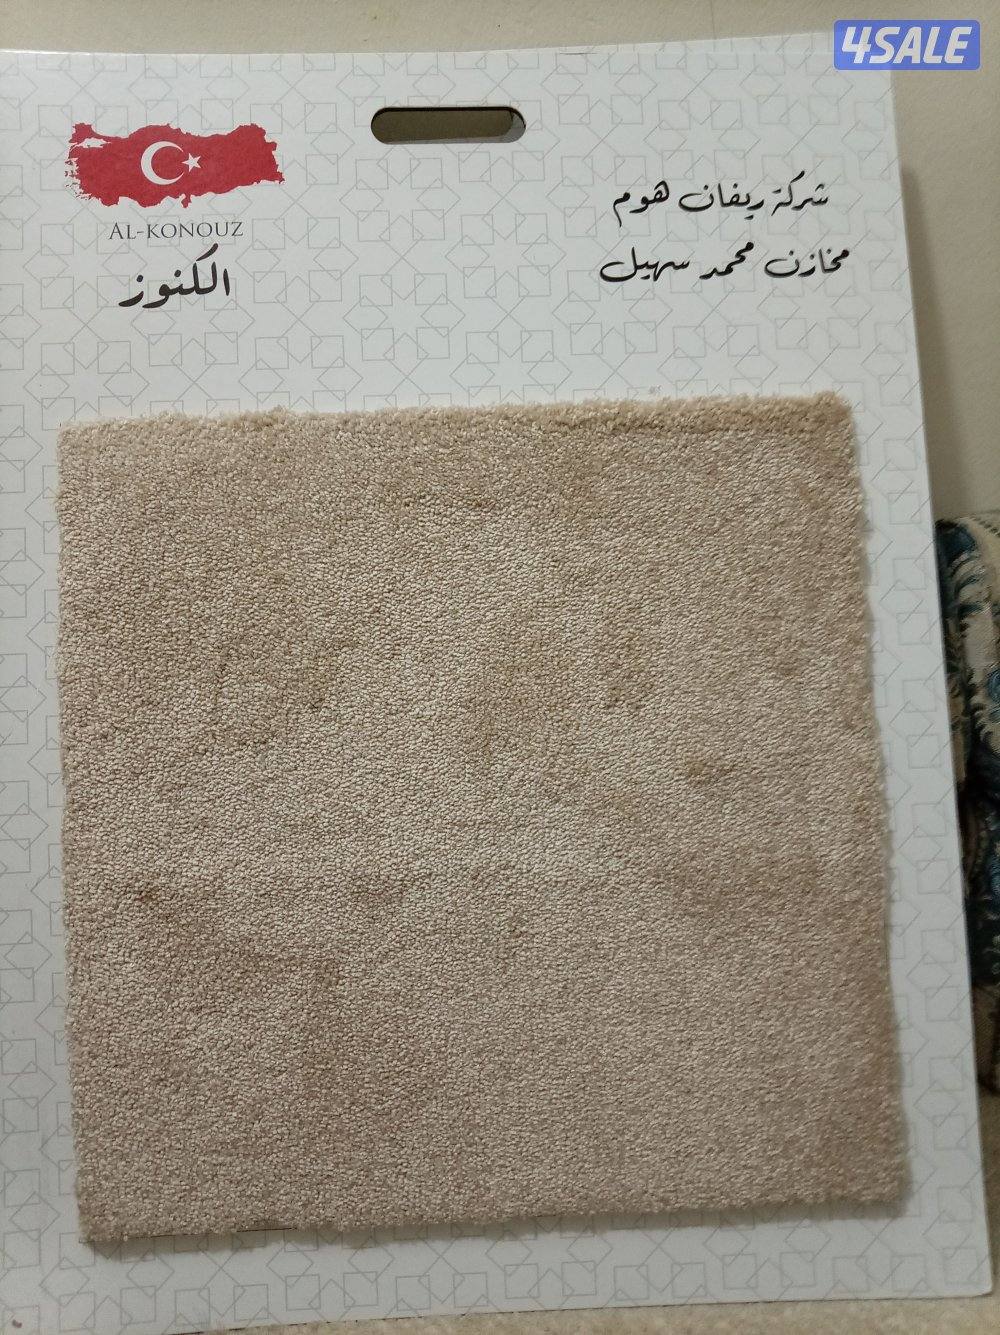 4SALE
AL-KONOUZ
الكنوز
شركة ريفان هوم
مخازن محمد سهيل